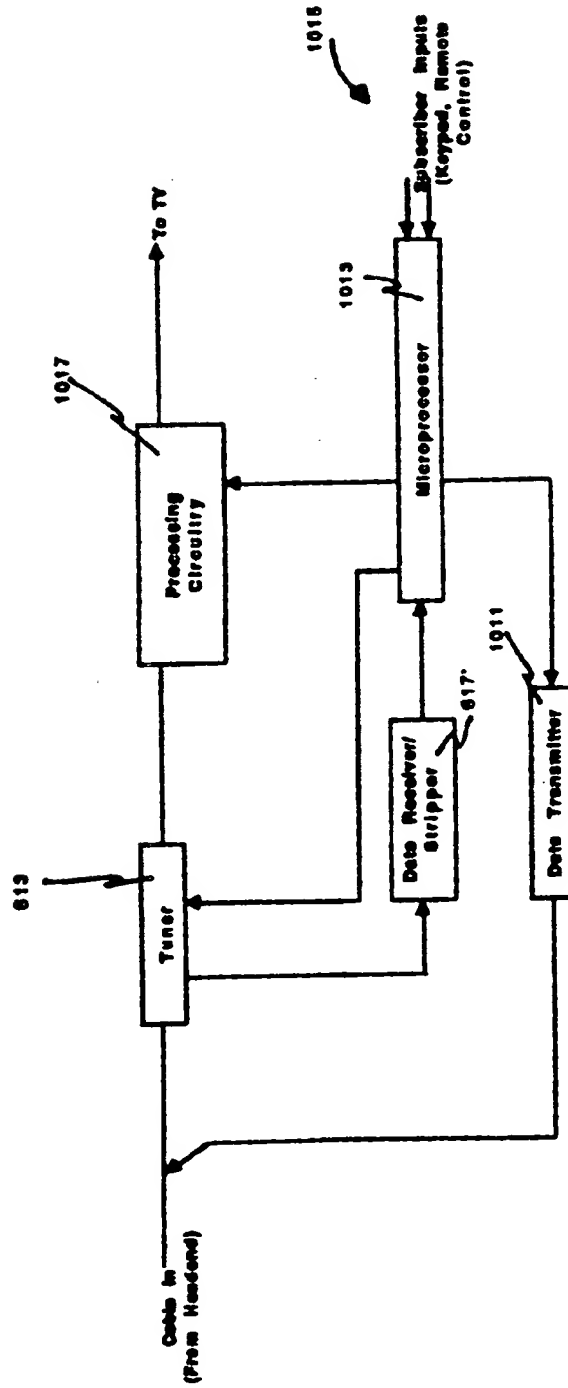 1015
Subscriber Inputs
(Keypad, Remote
Control)
To TV
1017
Processing
Circuitry
1013
Microprocessor
613
Tuner
617'
Data Receiver/
Stripper
1011
Data Transmitter
Cable In
(From Headend)